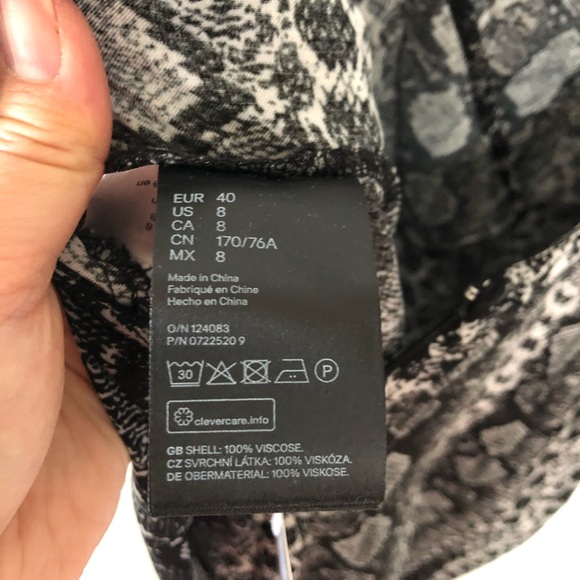 EUR 40
US 8
CA 8
CN 170/76A
MX 8
Made in China
Fabriqué en Chine
Hecho en China
O/N 124083
P/N 0722520 9
30 P
clevercare.info
GB SHELL: 100% VISCOSE.
CZ SVRCHNÍ LÁTKA: 100% VISKÓZA.
DE OBERMATERIAL: 100% VISKOSE.